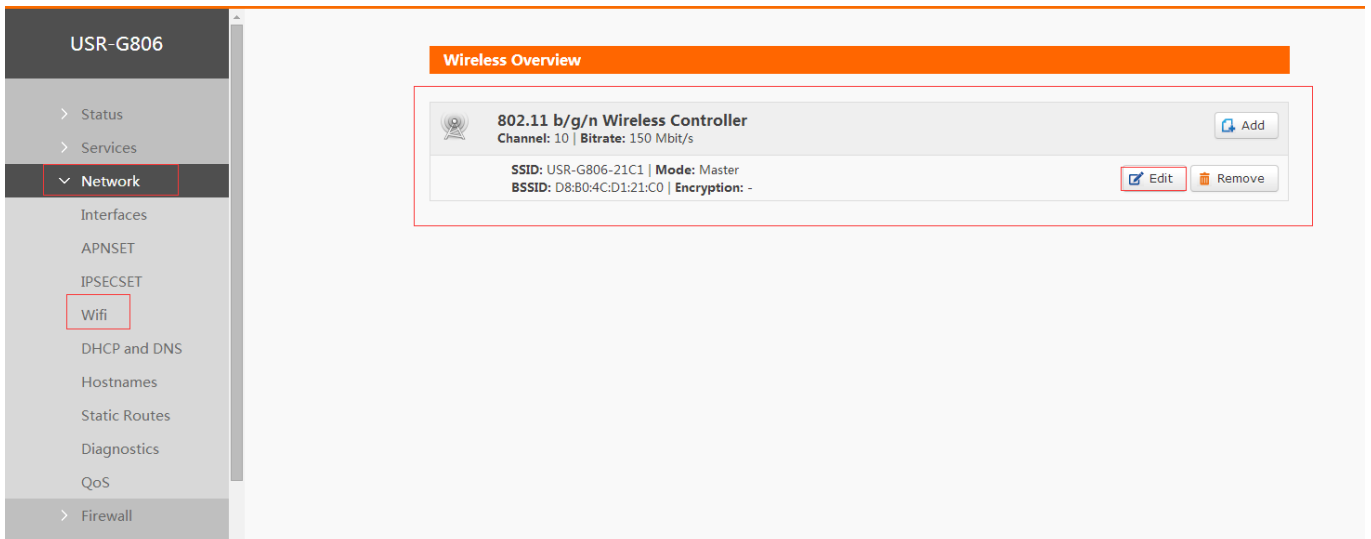 USR-G806
Status
Services
Network
Interfaces
APNSET
IPSECSET
Wifi
DHCP and DNS
Hostnames
Static Routes
Diagnostics
QoS
Firewall
Wireless Overview
802.11 b/g/n Wireless Controller
Channel: 10 | Bitrate: 150 Mbit/s
Add
SSID: USR-G806-21C1 | Mode: Master
BSSID: D8:B0:4C:D1:21:C0 | Encryption: -
Edit
Remove